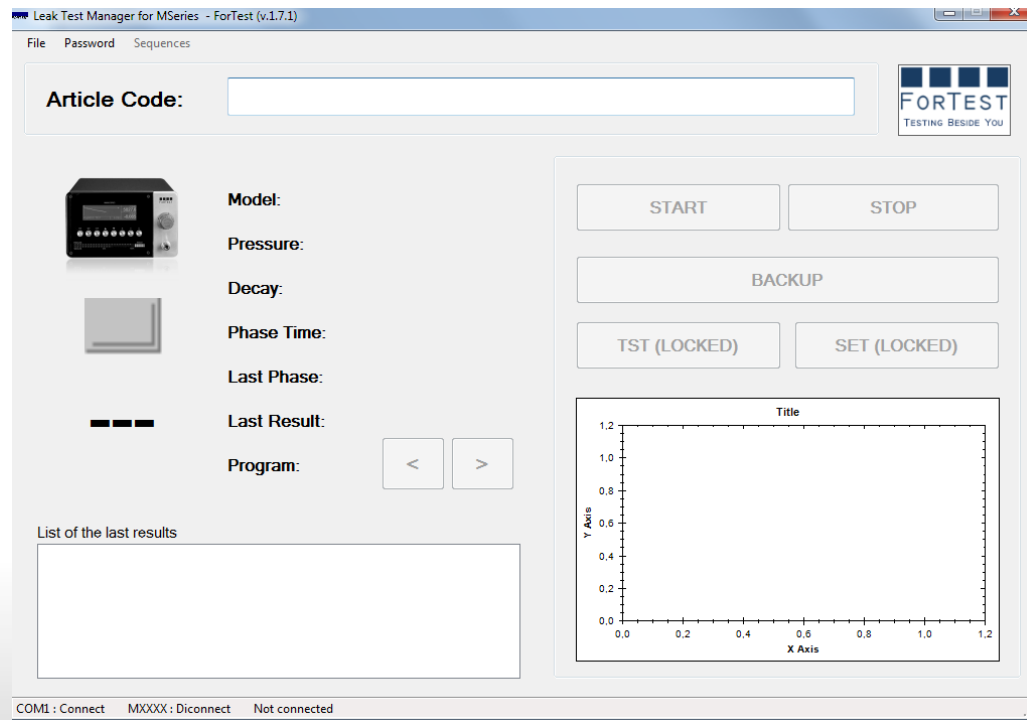 Leak Test Manager for MSeries - ForTest (v.1.7.1)
File Password Sequences
Article Code:
FORTEST
TESTING BESIDE YOU
Model:
Pressure:
Decay:
Phase Time:
Last Phase:
Last Result:
Program:
< >
START STOP
BACKUP
TST (LOCKED) SET (LOCKED)
Title
1,2
1,0
0,8
0,6
0,4
0,2
0,0
Y Axis
0,0 0,2 0,4 0,6 0,8 1,0 1,2
X Axis
List of the last results
COM1 : Connect MXXXX : Diconnect Not connected